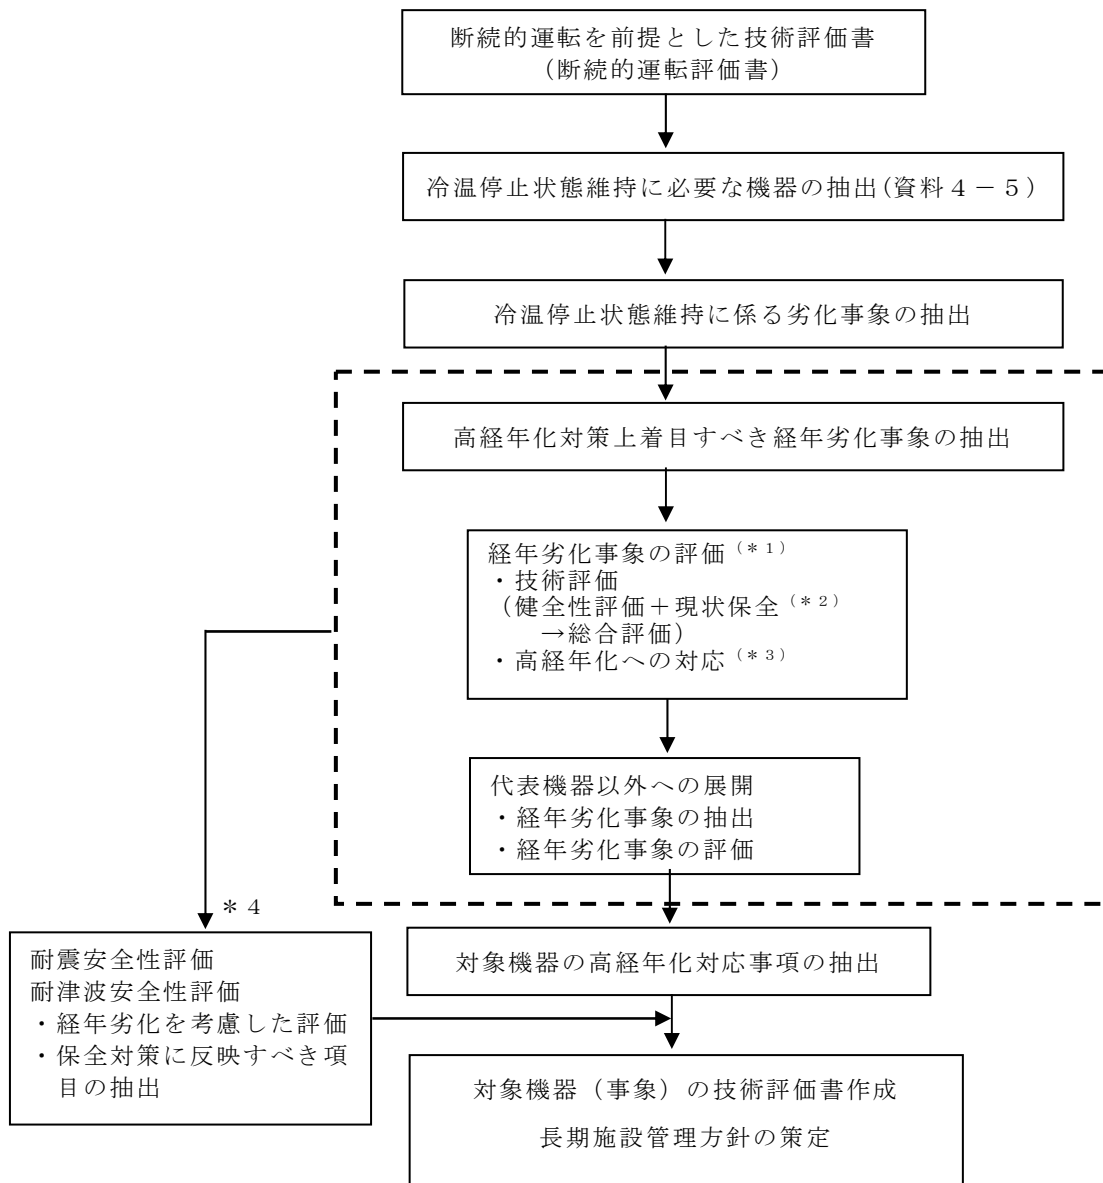 断続的運転を前提とした技術評価書
（断続的運転評価書）
冷温停止状態維持に必要な機器の抽出(資料４－５)
冷温停止状態維持に係る劣化事象の抽出
高経年化対策上着目すべき経年劣化事象の抽出
経年劣化事象の評価(＊1)
・技術評価
（健全性評価＋現状保全(＊2)
→総合評価）
・高経年化への対応(＊3)
代表機器以外への展開
・経年劣化事象の抽出
・経年劣化事象の評価
＊４
耐震安全性評価
耐津波安全性評価
・経年劣化を考慮した評価
・保全対策に反映すべき項
目の抽出
対象機器の高経年化対応事項の抽出
対象機器（事象）の技術評価書作成
長期施設管理方針の策定